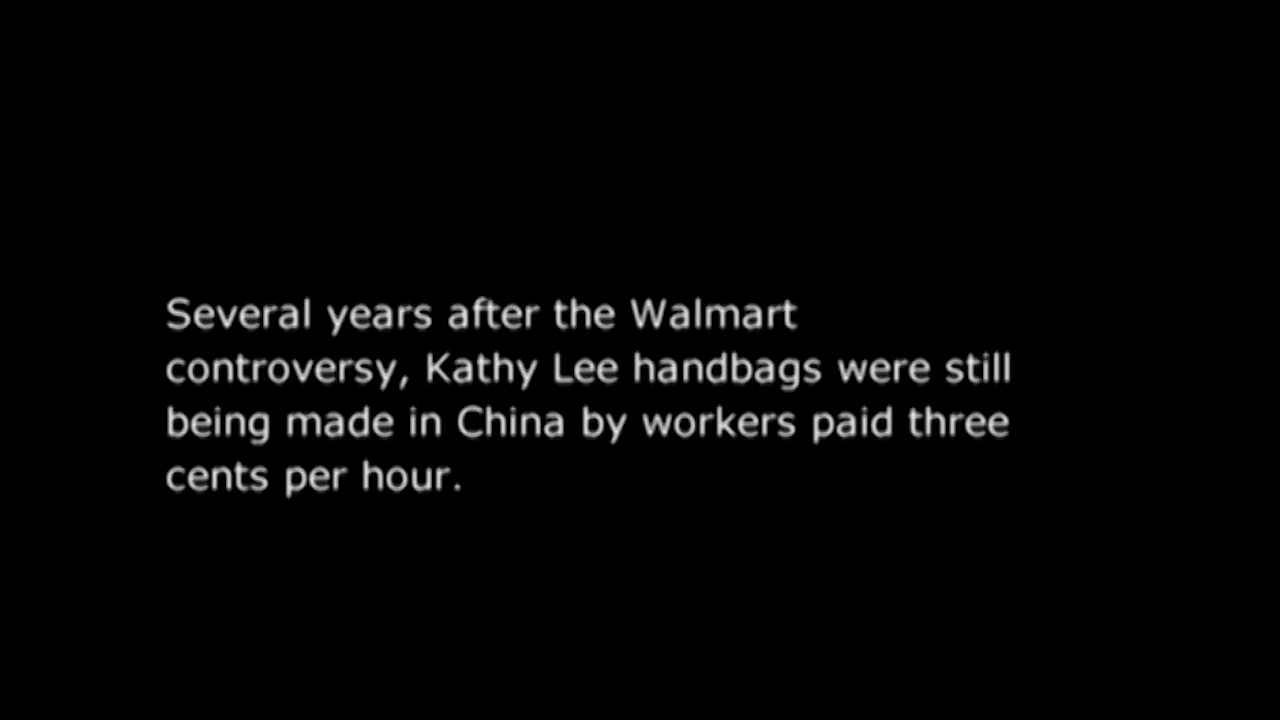 Several years after the Walmart
controversy, Kathy Lee handbags were still
being made in China by workers paid three
cents per hour.